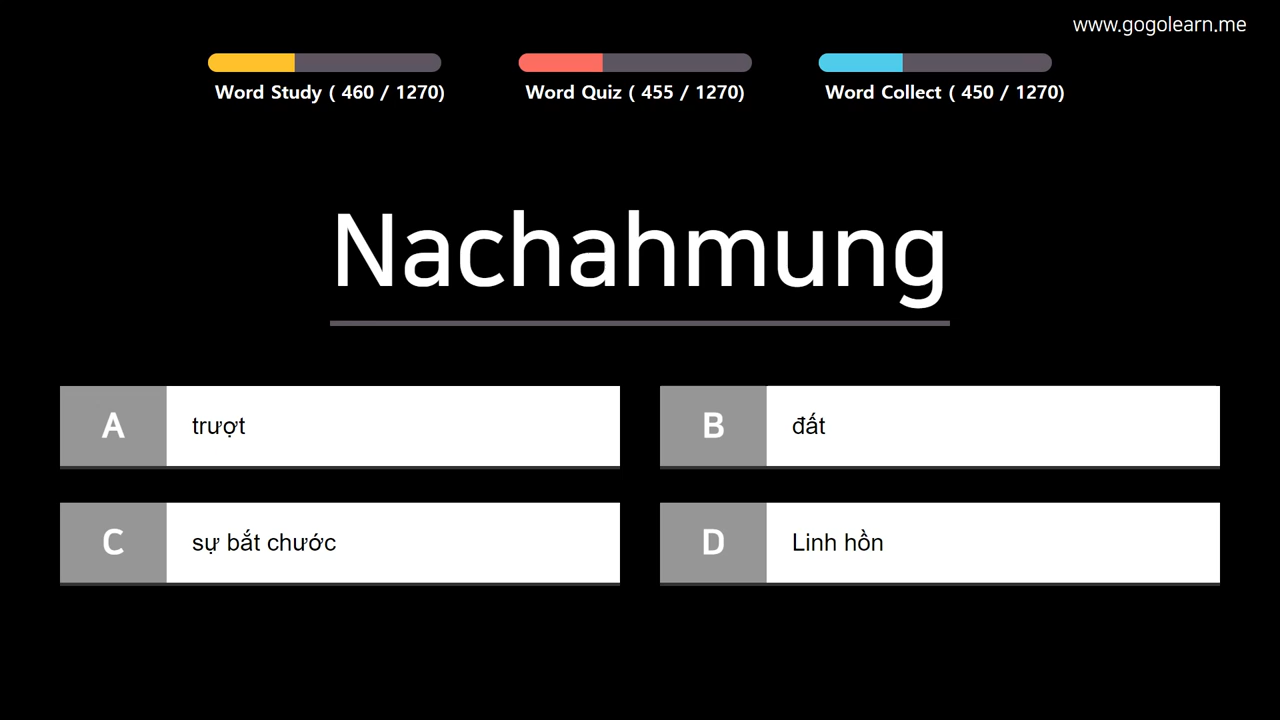 www.gogolearn.me
Word Study ( 460 / 1270)
Word Quiz ( 455 / 1270)
Word Collect ( 450 / 1270)
Nachahmung
A trượt
B đất
C sự bắt chước
D Linh hồn